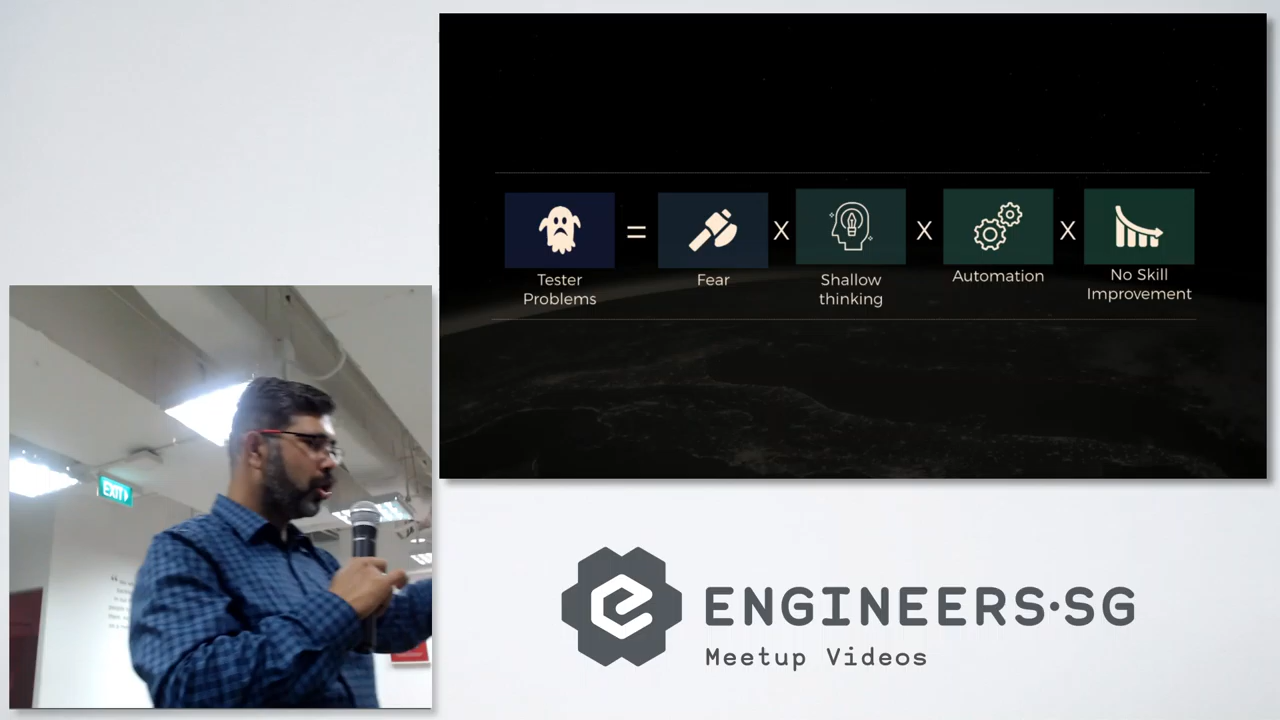 Tester
Problems
=
Fear
X
Shallow
thinking
X
Automation
X
No Skill
Improvement
EXIT
ENGINEERS·SG
Meetup Videos